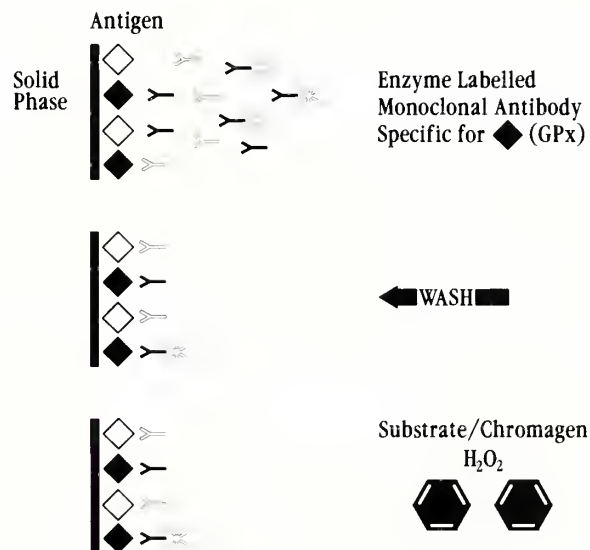 Antigen
Solid
Phase
Enzyme Labelled
Monoclonal Antibody
Specific for (GPx)
WASH
Substrate/Chromagen
H₂O₂